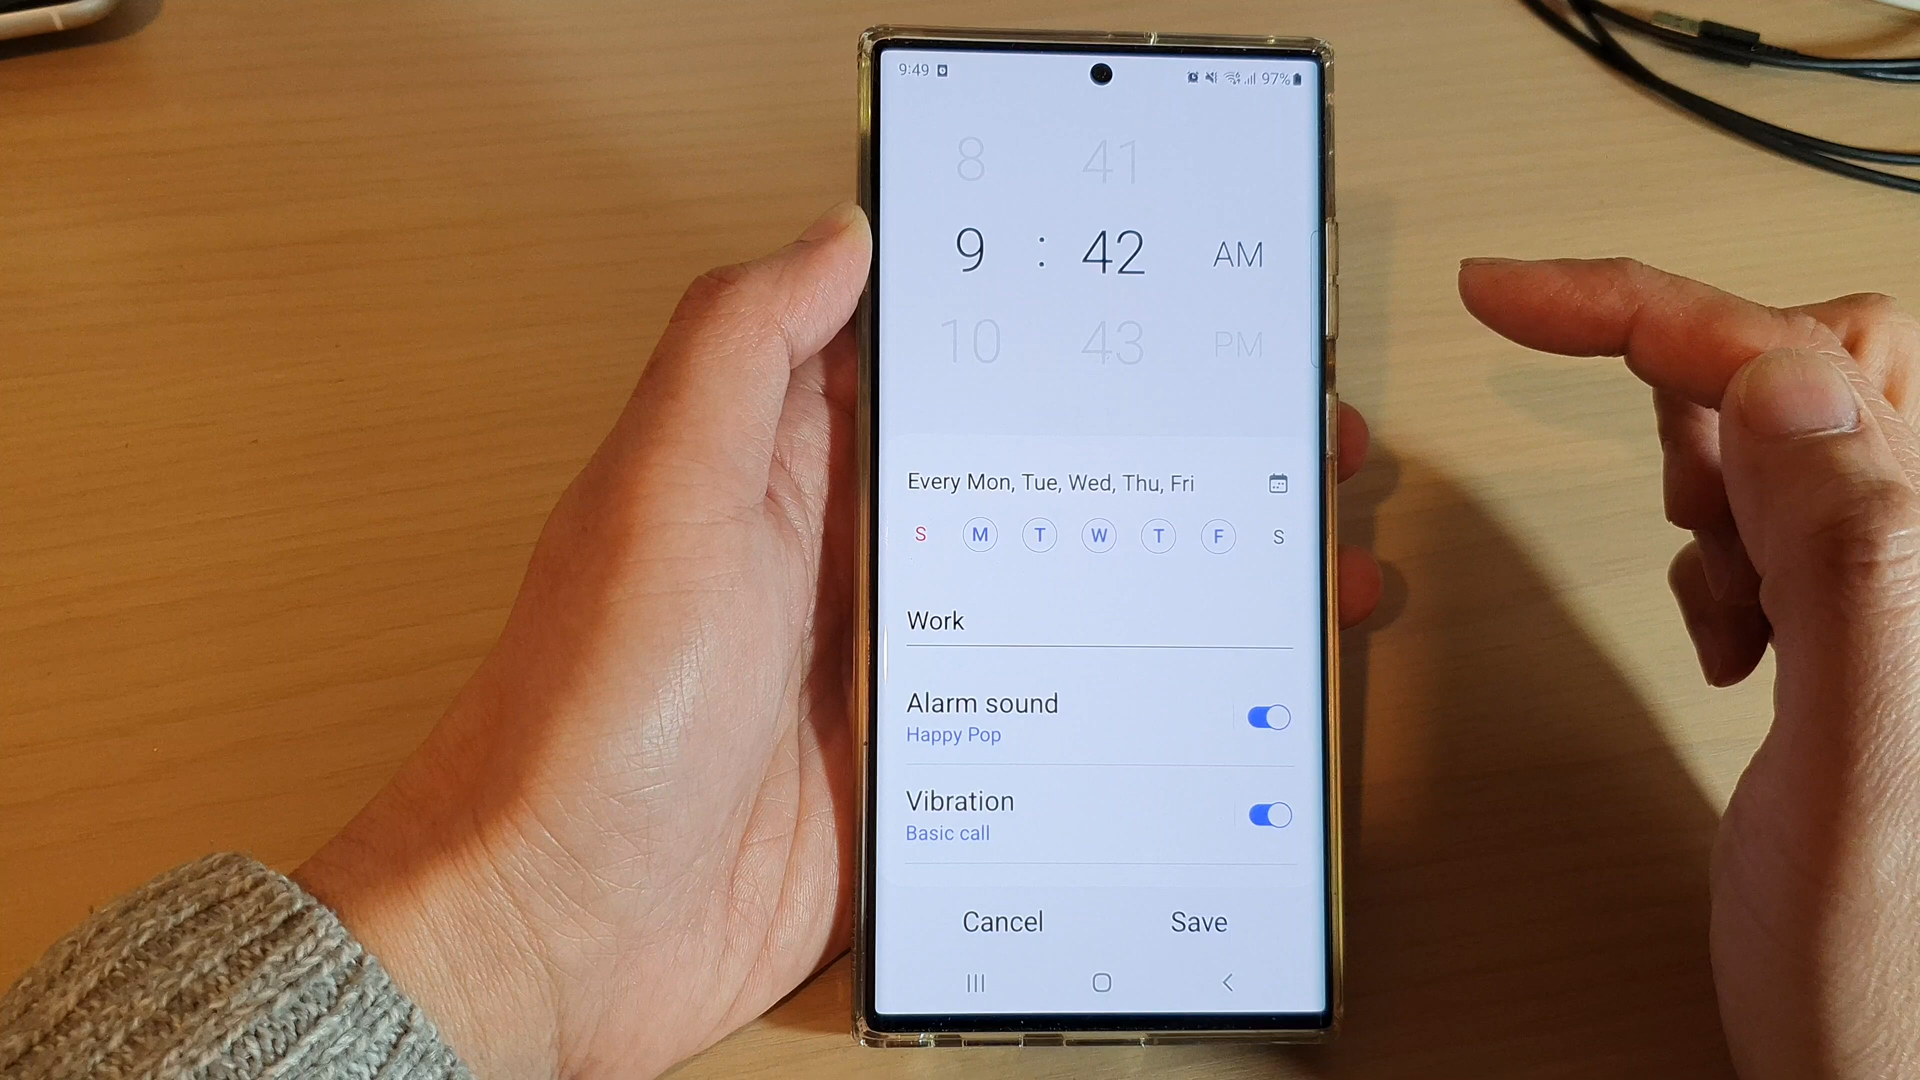 9:49 97%
8 41
9 : 42 AM
10 43 PM
Every Mon, Tue, Wed, Thu, Fri
S M T W T F S
Work
Alarm sound
Happy Pop
Vibration
Basic call
Cancel Save